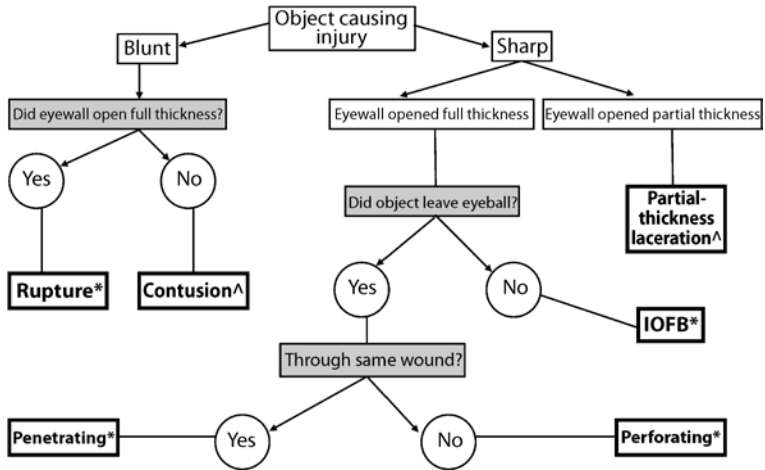 Object causing
injury
Blunt
Sharp
Did eyewall open full thickness?
Eyewall opened full thickness
Eyewall opened partial thickness
Yes
No
Did object leave eyeball?
Partial-
thickness
laceration^
Rupture*
Contusion^
Yes
No
IOFB*
Through same wound?
Penetrating*
Yes
No
Perforating*